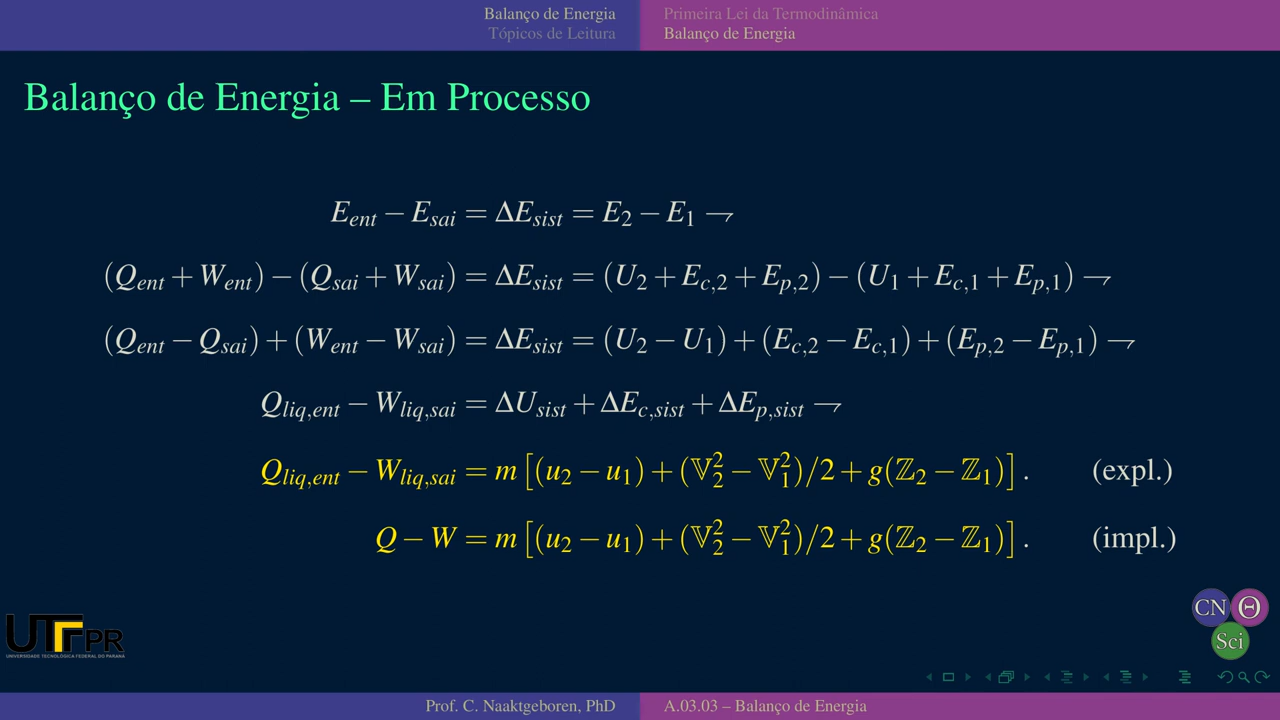 Balanço de Energia
Tópicos de Leitura
Primeira Lei da Termodinâmica
Balanço de Energia
Balanço de Energia – Em Processo
E_ent − E_sai = ΔE_sist = E_2 − E_1 ⇁
(Q_ent + W_ent) − (Q_sai + W_sai) = ΔE_sist = (U_2 + E_c,2 + E_p,2) − (U_1 + E_c,1 + E_p,1) ⇁
(Q_ent − Q_sai) + (W_ent − W_sai) = ΔE_sist = (U_2 − U_1) + (E_c,2 − E_c,1) + (E_p,2 − E_p,1) ⇁
Q_liq,ent − W_liq,sai = ΔU_sist + ΔE_c,sist + ΔE_p,sist ⇁
Q_liq,ent − W_liq,sai = m [(u_2 − u_1) + (𝕍_2^2 − 𝕍_1^2)/2 + g(ℤ_2 − ℤ_1)] . (expl.)
Q − W = m [(u_2 − u_1) + (𝕍_2^2 − 𝕍_1^2)/2 + g(ℤ_2 − ℤ_1)] . (impl.)
CN Θ
Sci
UTFPR
UNIVERSIDADE TECNOLÓGICA FEDERAL DO PARANÁ
Prof. C. Naaktgeboren, PhD
A.03.03 – Balanço de Energia